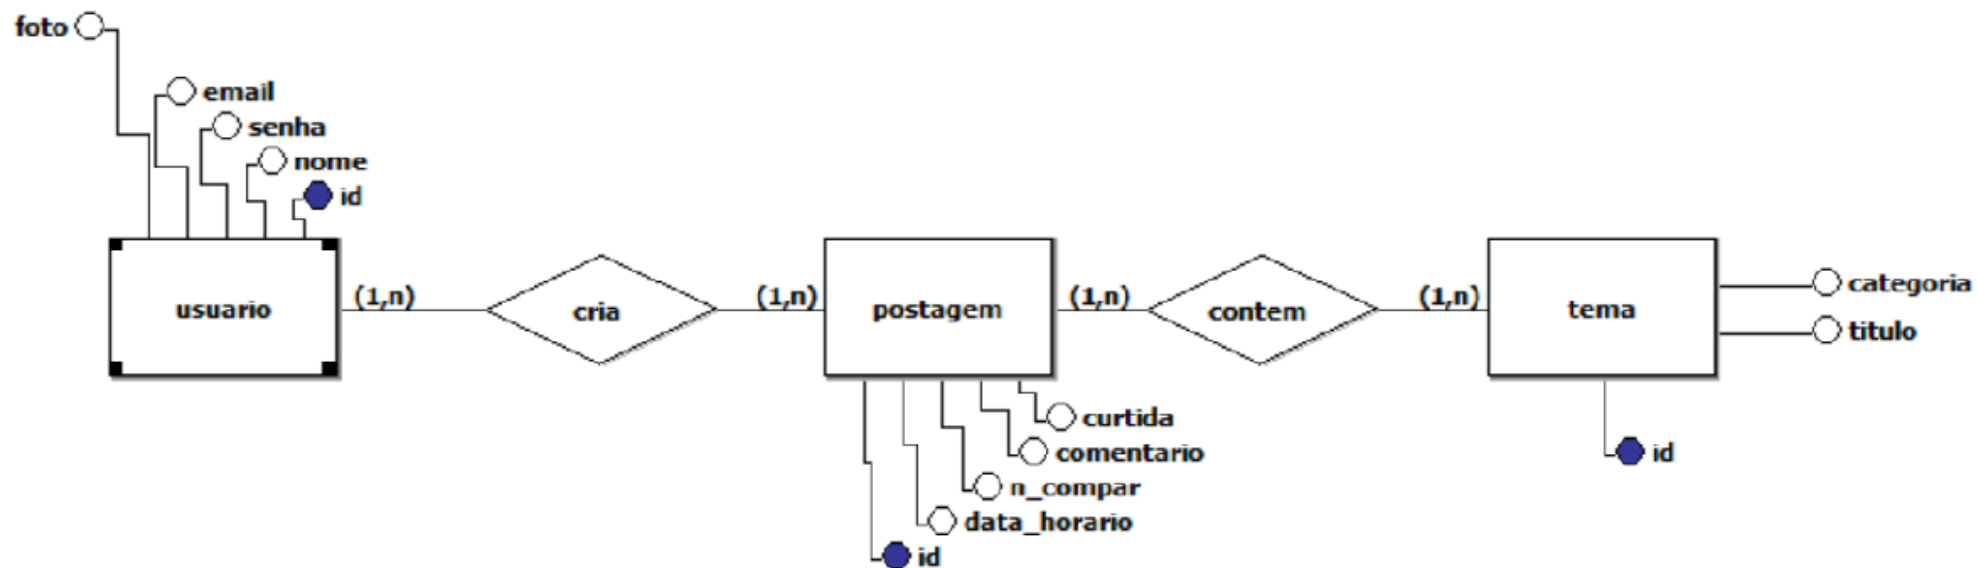 foto
email
senha
nome
id
usuario
(1,n)
cria
(1,n)
postagem
(1,n)
contem
(1,n)
tema
categoria
titulo
curtida
comentario
n_compar
data_horario
id
id